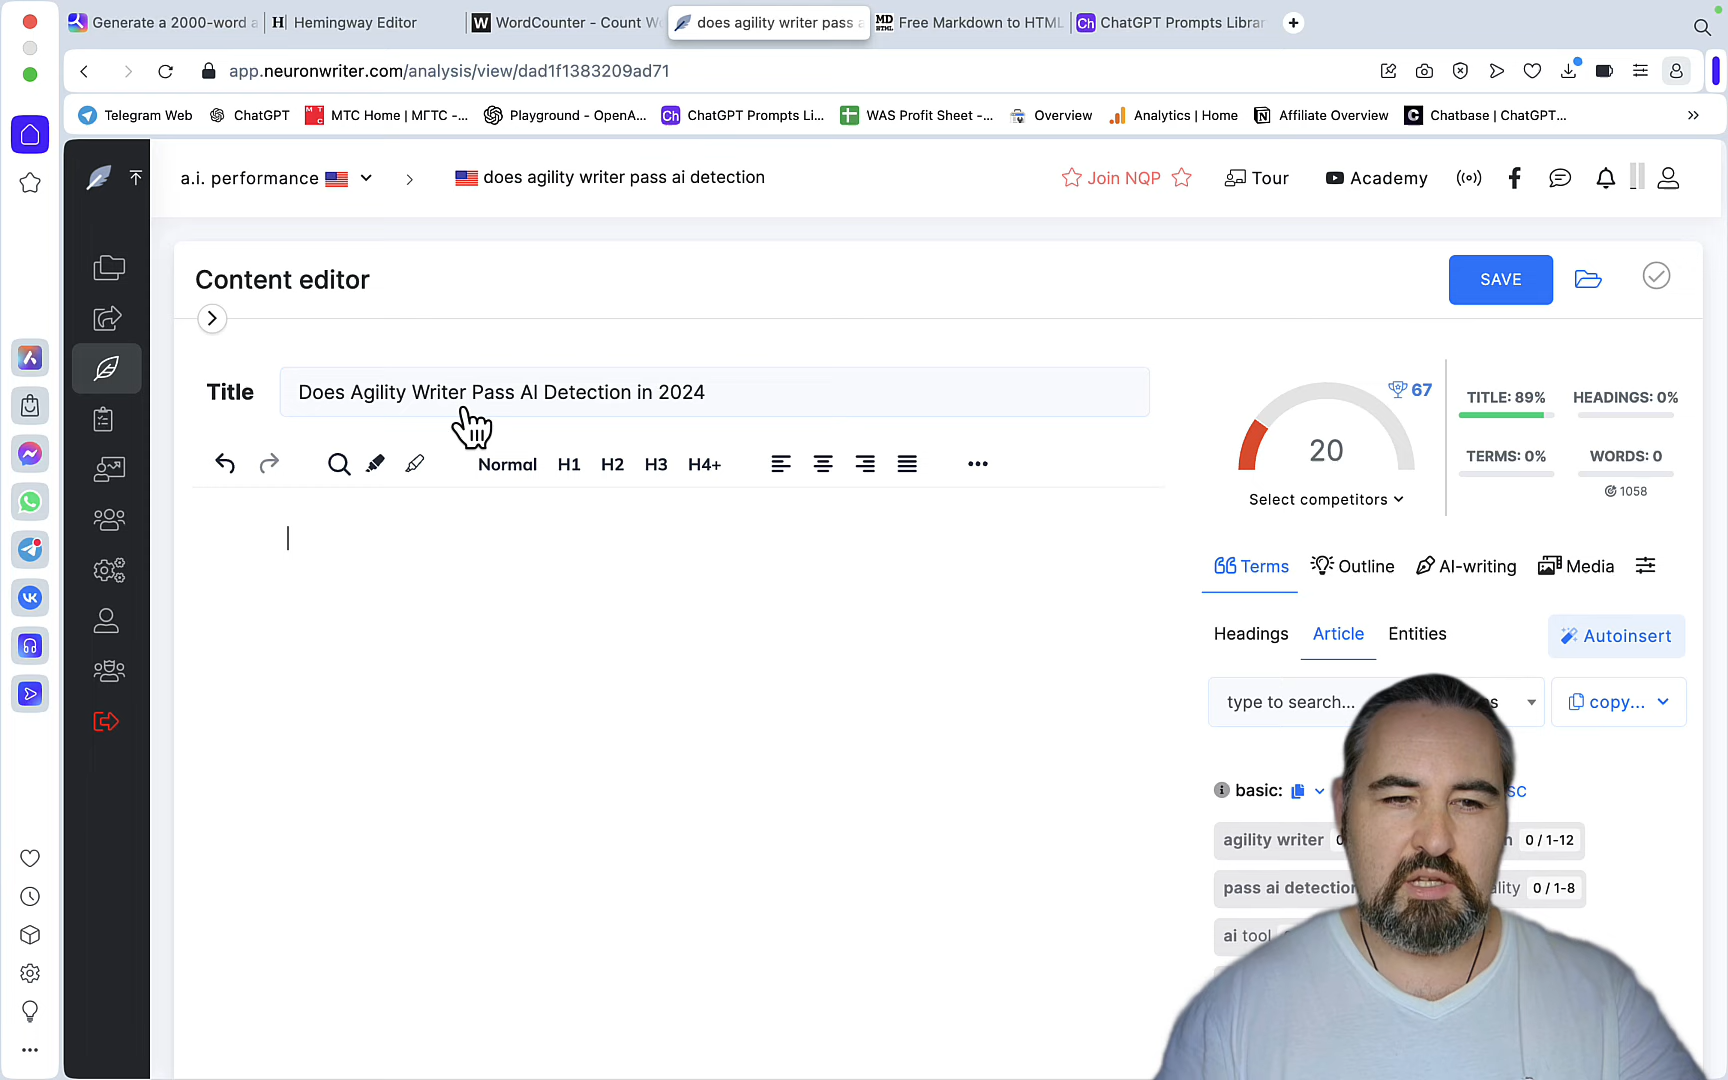 Generate a 2000-word a
Hemingway Editor
WordCounter - Count W
does agility writer pass a
Free Markdown to HTML
ChatGPT Prompts Librar
app.neuronwriter.com/analysis/view/dad1f1383209ad71
Telegram Web
ChatGPT
МТС Home | МГТС -...
Playground - OpenA...
ChatGPT Prompts Li...
WAS Profit Sheet -...
Overview
Analytics | Home
Affiliate Overview
Chatbase | ChatGPT...
a.i. performance
does agility writer pass ai detection
Join NQP
Tour
Academy
Content editor
SAVE
Title
Does Agility Writer Pass AI Detection in 2024
67
TITLE: 89%
HEADINGS: 0%
20
TERMS: 0%
WORDS: 0
1058
Select competitors
Normal H1 H2 H3 H4+
Terms
Outline
AI-writing
Media
Headings
Article
Entities
Autoinsert
type to search...
copy...
basic:
SC
agility writer
0 / 1-12
pass ai detection
ality
0 / 1-8
ai tool